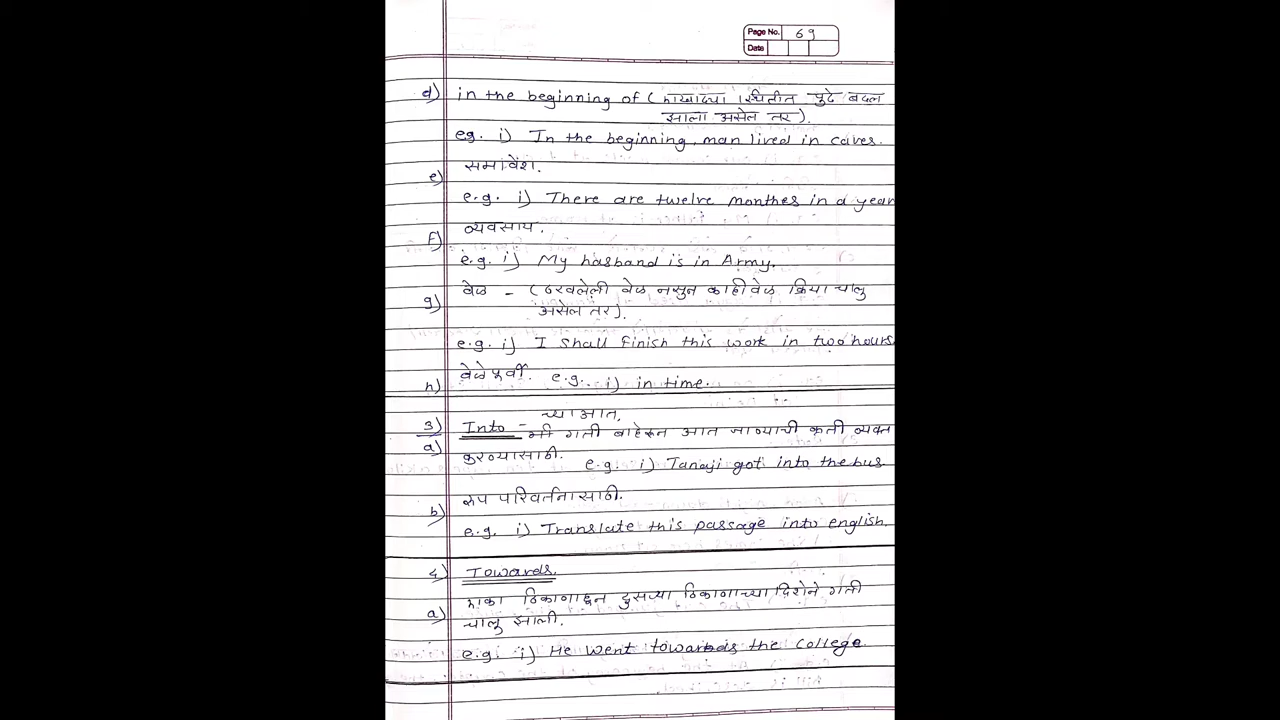 Page No. 69
Date
d) in the beginning of (एखाद्या स्थितीत पुढे बदल
झाला असेल तर).
eg. i) In the beginning, man lived in caves.
e) समावेश.
e.g. i) There are twelve monthes in a year
f) व्यवसाय.
e.g. i) My hasband is in Army.
g) वेळ - (ठरवलेली वेळ नसुन काहीवेळ क्रिया चालु
असेल तर).
e.g. i) I shall finish this work in two hours.
h) वेळेपूर्वी. e.g. i) in time.
3) Into - च्या आत.
a) गती बाहेरून आत जाण्याची कृती व्यक्त
करण्यासाठी. e.g. i) Tanaji got into the bus
b) रूप परिवर्तनासाठी.
e.g. i) Translate this passage into english.
4) Towards.
a) एका ठिकाणाहून दुसऱ्या ठिकाणाच्या दिशेने गती
चालु झाली.
e.g. i) He went towards the college.